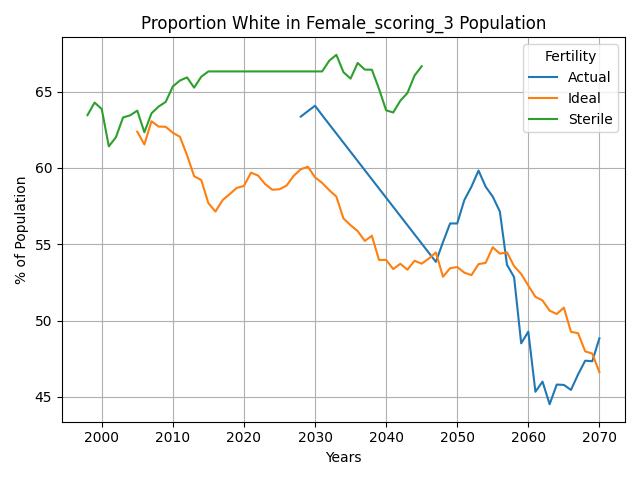 Proportion White in Female_scoring_3 Population
% of Population
65
60
55
50
45
Fertility
Actual
Ideal
Sterile
2000 2010 2020 2030 2040 2050 2060 2070
Years